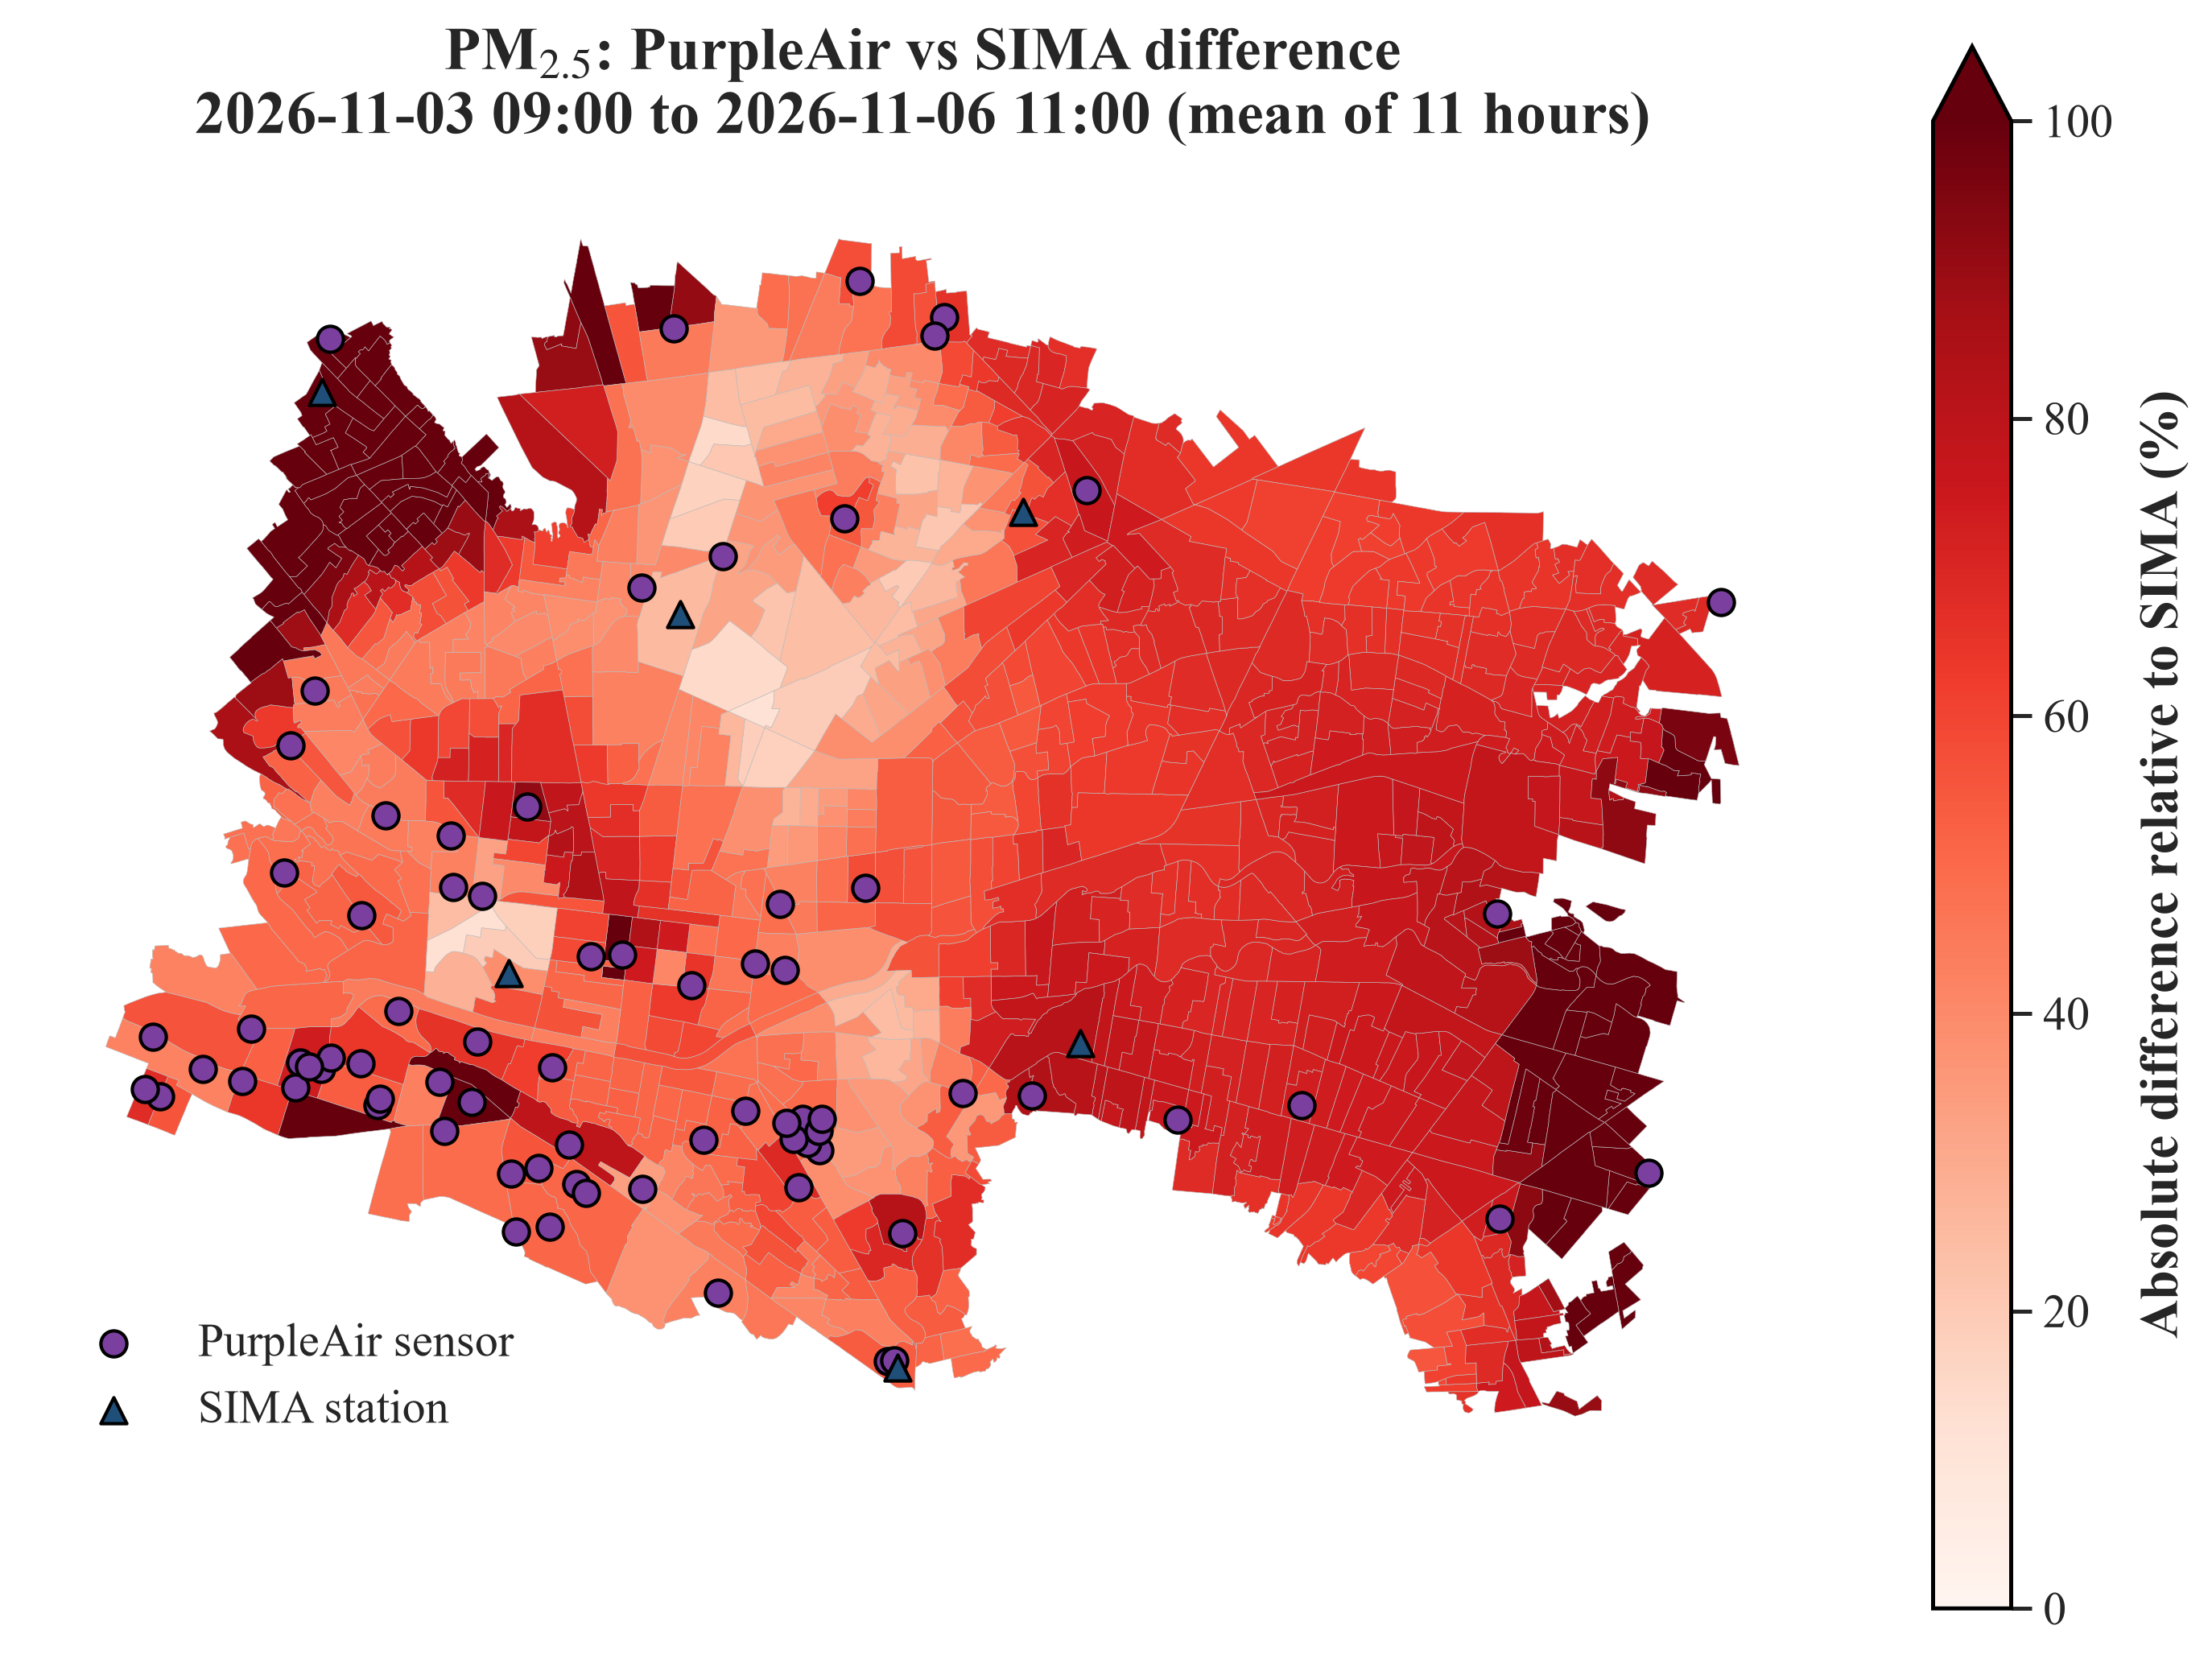 PM2.5: PurpleAir vs SIMA difference
2026-11-03 09:00 to 2026-11-06 11:00 (mean of 11 hours)
100
80
60
40
20
0
Absolute difference relative to SIMA (%)
PurpleAir sensor
SIMA station